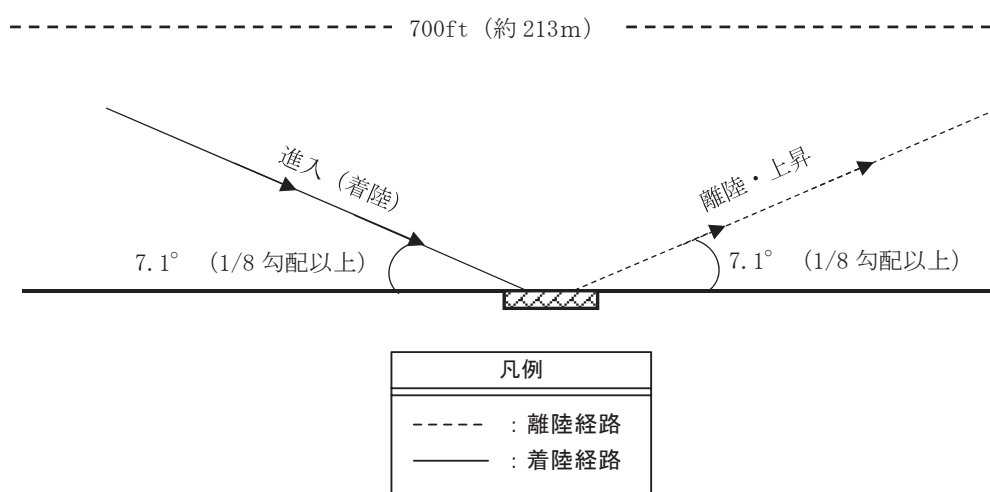 700ft（約 213m）
進入（着陸）
離陸・上昇
7.1°（1/8 勾配以上）
7.1°（1/8 勾配以上）
凡例
：離陸経路
：着陸経路